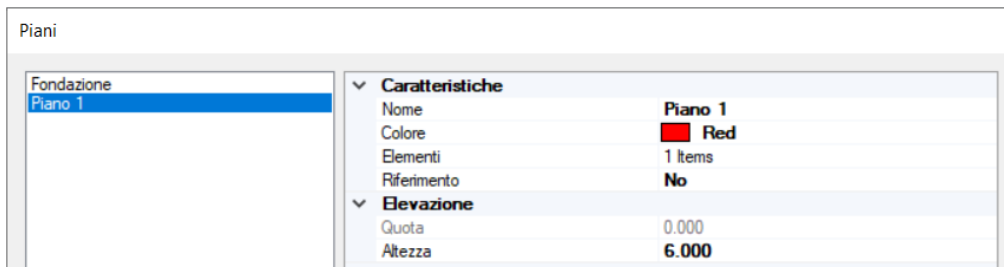 Piani
Fondazione
Piano 1
Caratteristiche
Nome Piano 1
Colore Red
Elementi 1 Items
Riferimento No
Elevazione
Quota 0.000
Altezza 6.000